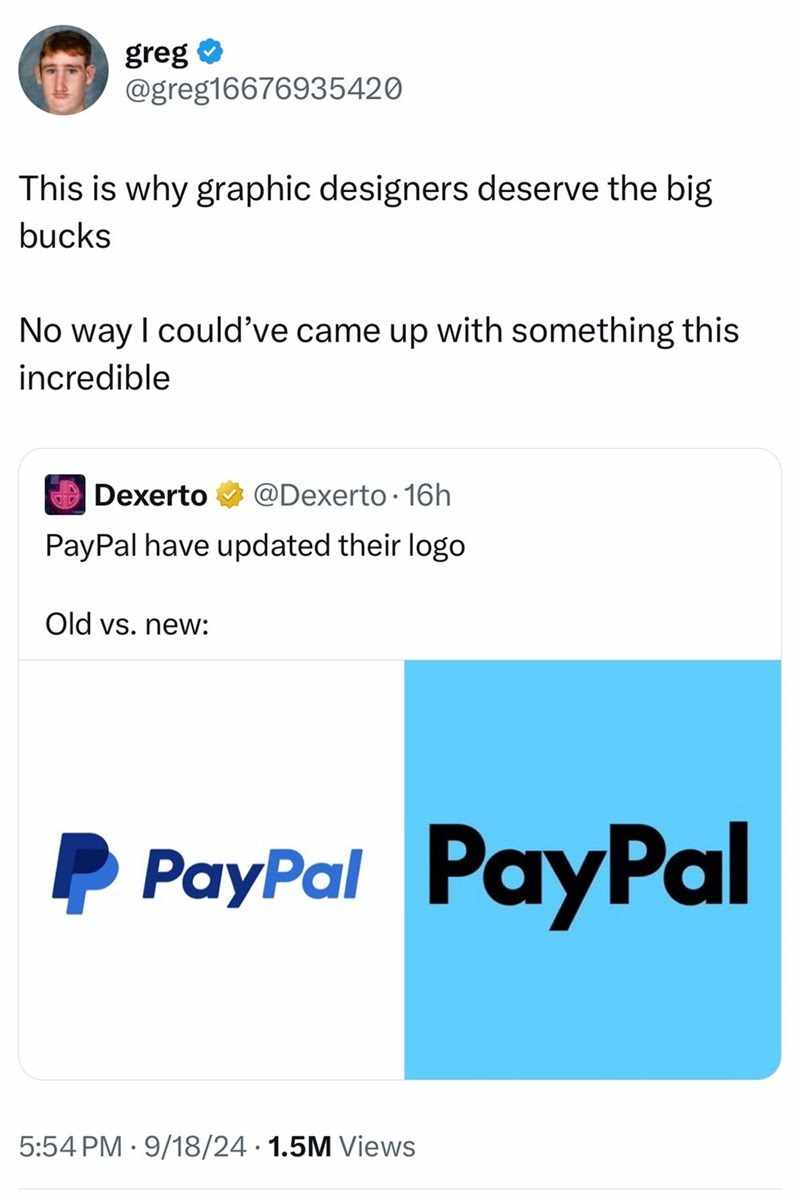 greg
@greg16676935420
This is why graphic designers deserve the big
bucks
No way I could’ve came up with something this
incredible
Dexerto @Dexerto · 16h
PayPal have updated their logo
Old vs. new:
PayPal
PayPal
5:54 PM · 9/18/24 · 1.5M Views